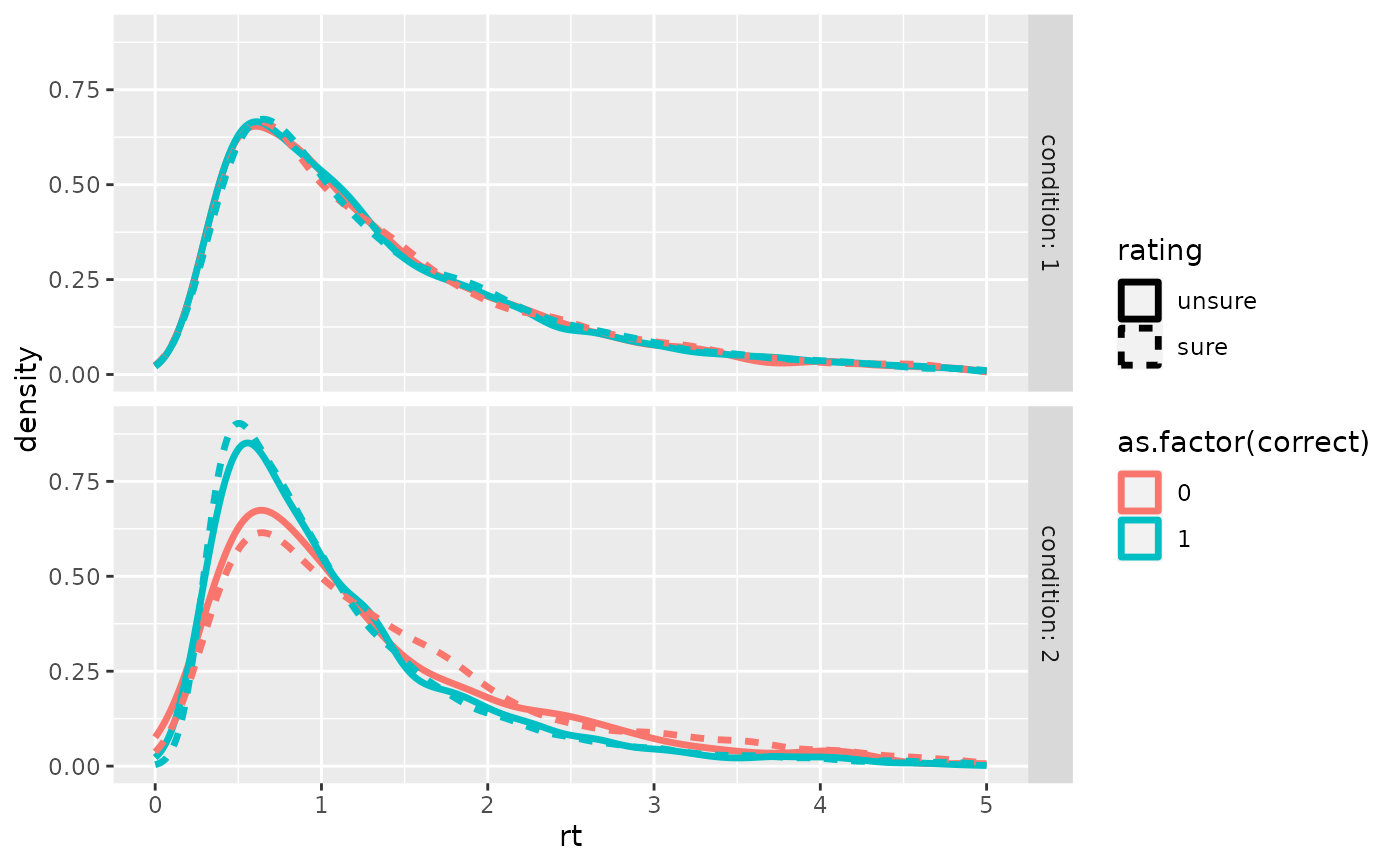 density
0.75
0.50
0.25
0.00
condition: 1
0.75
0.50
0.25
0.00
condition: 2
0 1 2 3 4 5
rt
rating
unsure
sure
as.factor(correct)
0
1